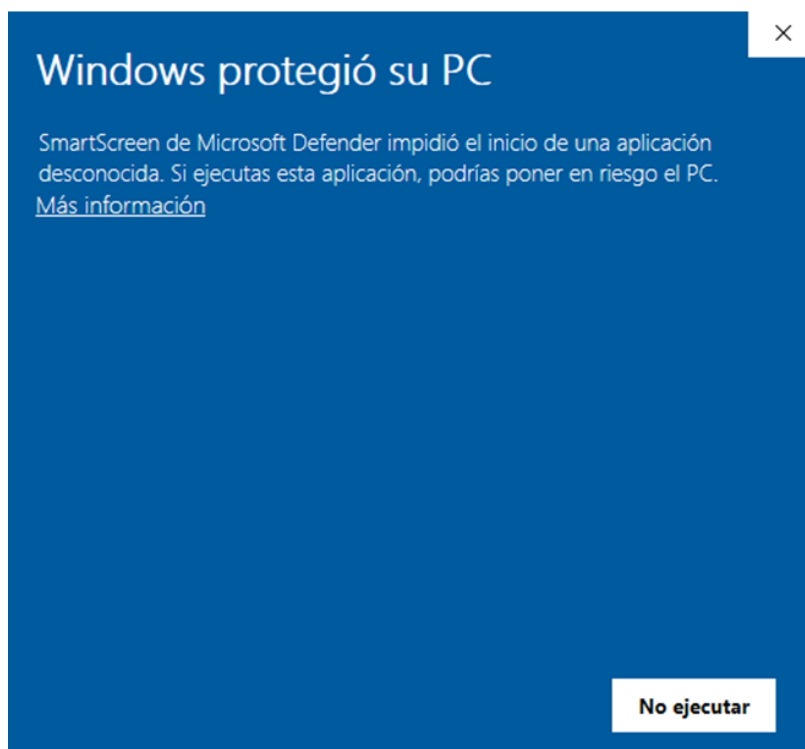 Windows protegió su PC
SmartScreen de Microsoft Defender impidió el inicio de una aplicación
desconocida. Si ejecutas esta aplicación, podrías poner en riesgo el PC.
Más información
No ejecutar